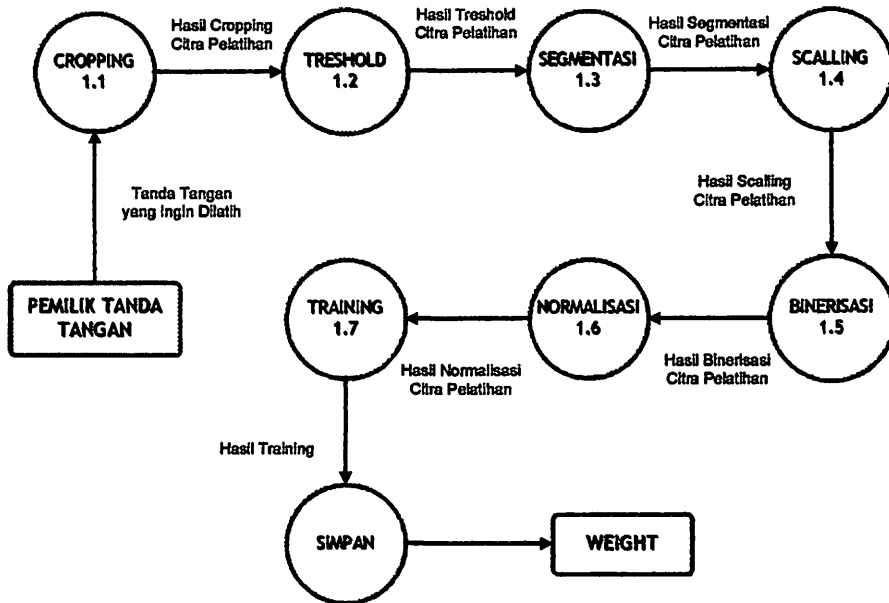 Hasil Cropping
Citra Pelatihan
Hasil Treshold
Citra Pelatihan
Hasil Segmentasi
Citra Pelatihan
CROPPING
1.1
TRESHOLD
1.2
SEGMENTASI
1.3
SCALLING
1.4
Tanda Tangan
yang Ingin Dilatih
Hasil Scalling
Citra Pelatihan
PEMILIK TANDA
TANGAN
TRAINING
1.7
NORMALISASI
1.6
BINERISASI
1.5
Hasil Normalisasi
Citra Pelatihan
Hasil Binerisasi
Citra Pelatihan
Hasil Training
SIMPAN
WEIGHT